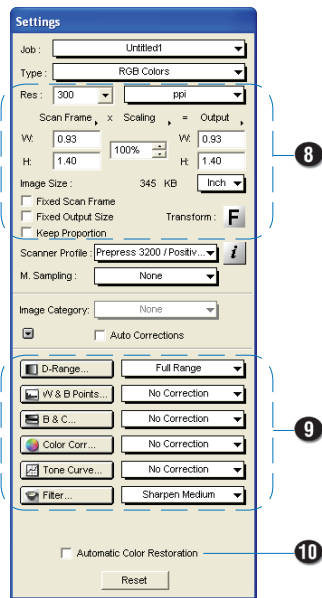 Settings
Job : Untitled1
Type : RGB Colors
Res : 300 ppi
Scan Frame x Scaling = Output
W: 0.93 100% W: 0.93
H: 1.40 H: 1.40
Image Size : 345 KB Inch
Fixed Scan Frame
Fixed Output Size Transform : F
Keep Proportion
8
Scanner Profile : Prepress 3200 / Positiv... i
M. Sampling : None
Image Category: None
Auto Corrections
D-Range... Full Range
W & B Points... No Correction
B & C... No Correction
9
Color Corr... No Correction
Tone Curve... No Correction
Filter... Sharpen Medium
Automatic Color Restoration 10
Reset